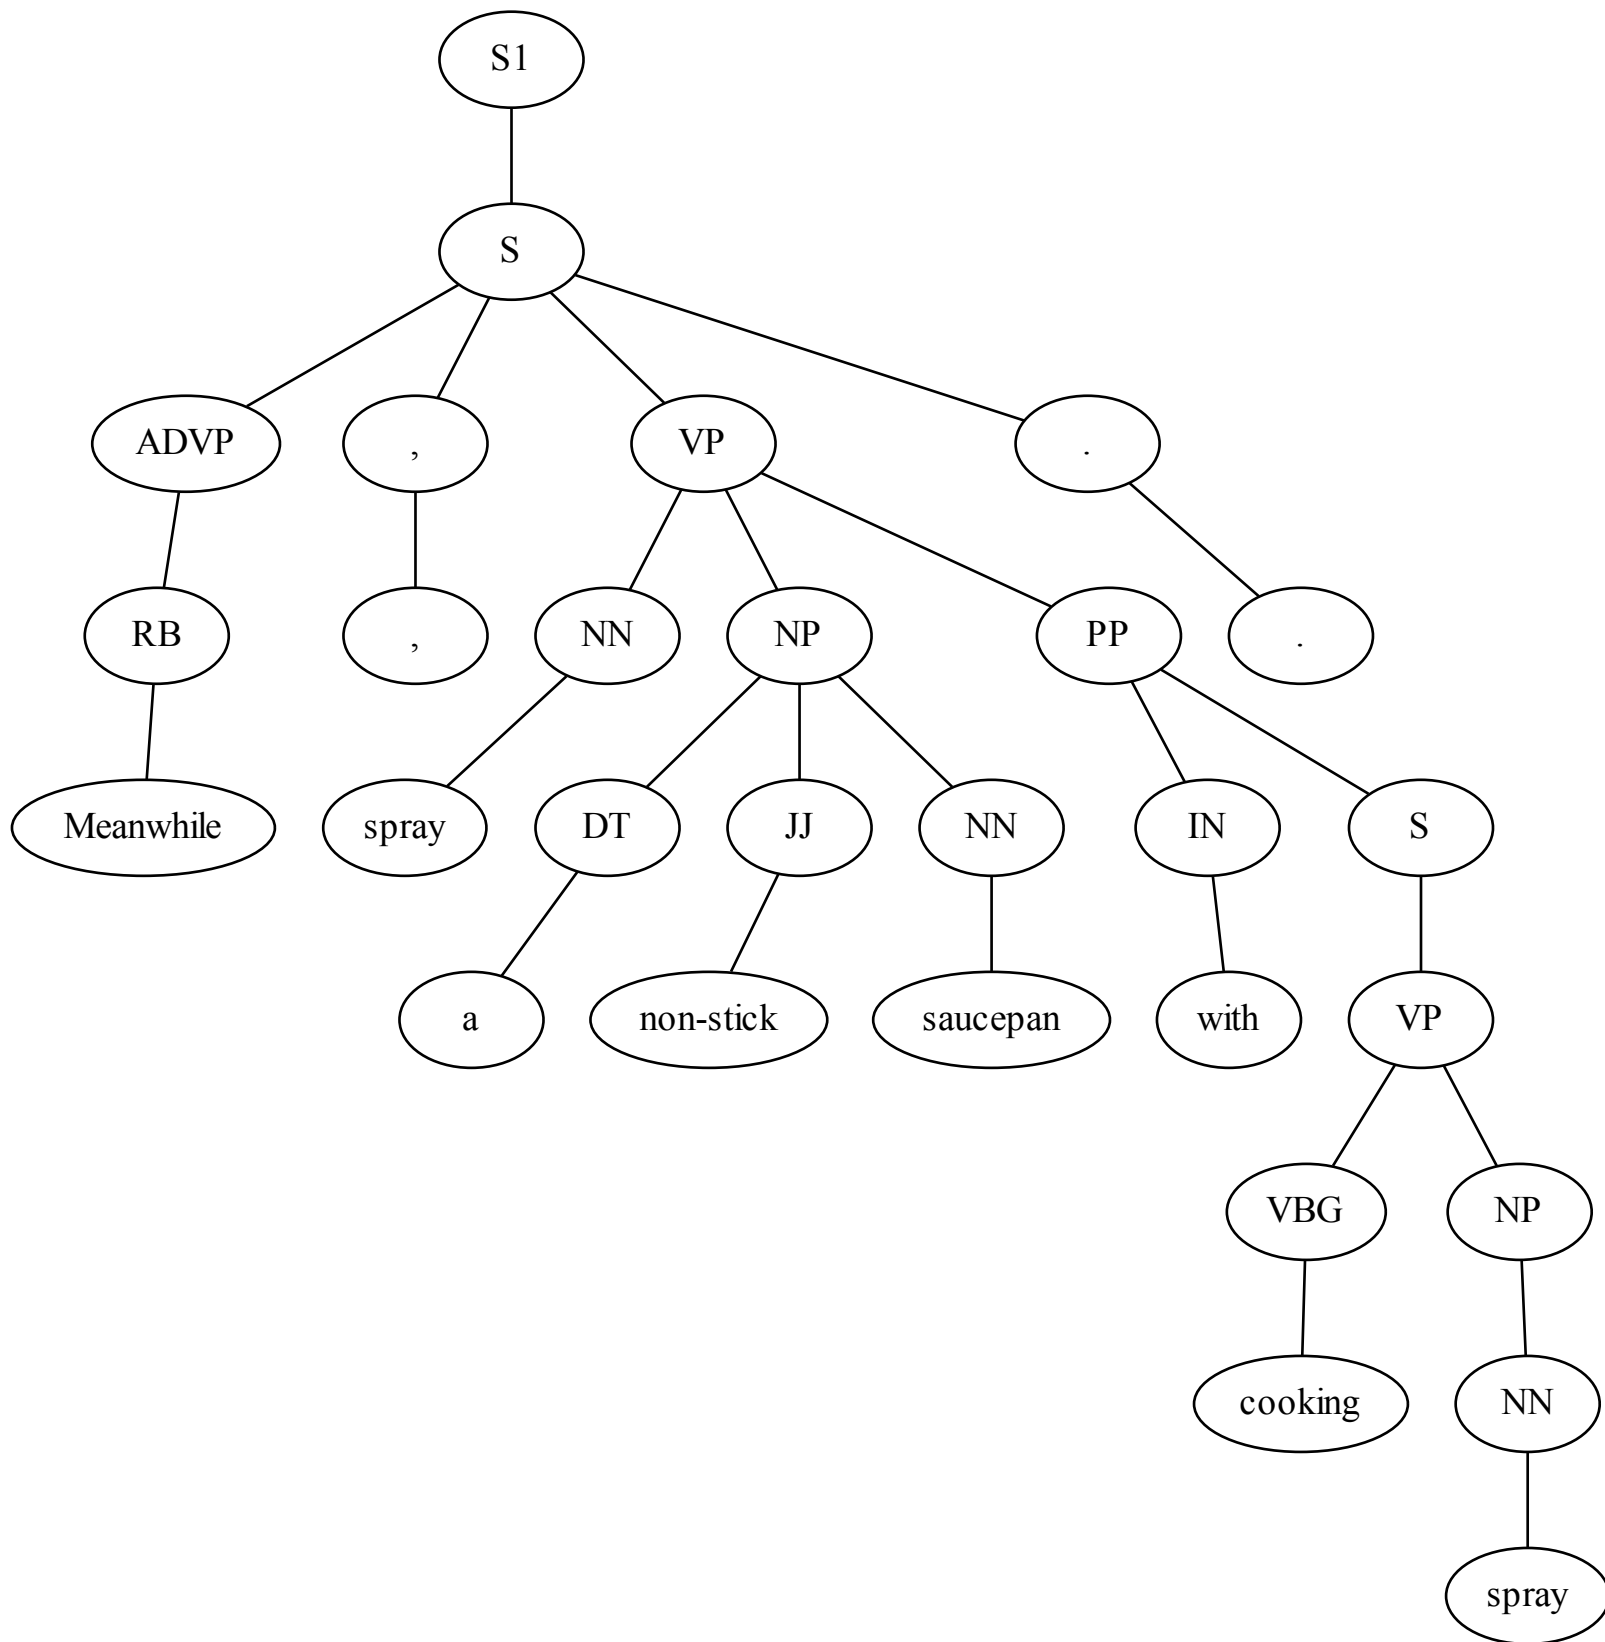 S1
S
ADVP , VP .
RB , NN NP PP .
Meanwhile spray DT JJ NN IN S
a non-stick saucepan with VP
VBG NP
cooking NN
spray